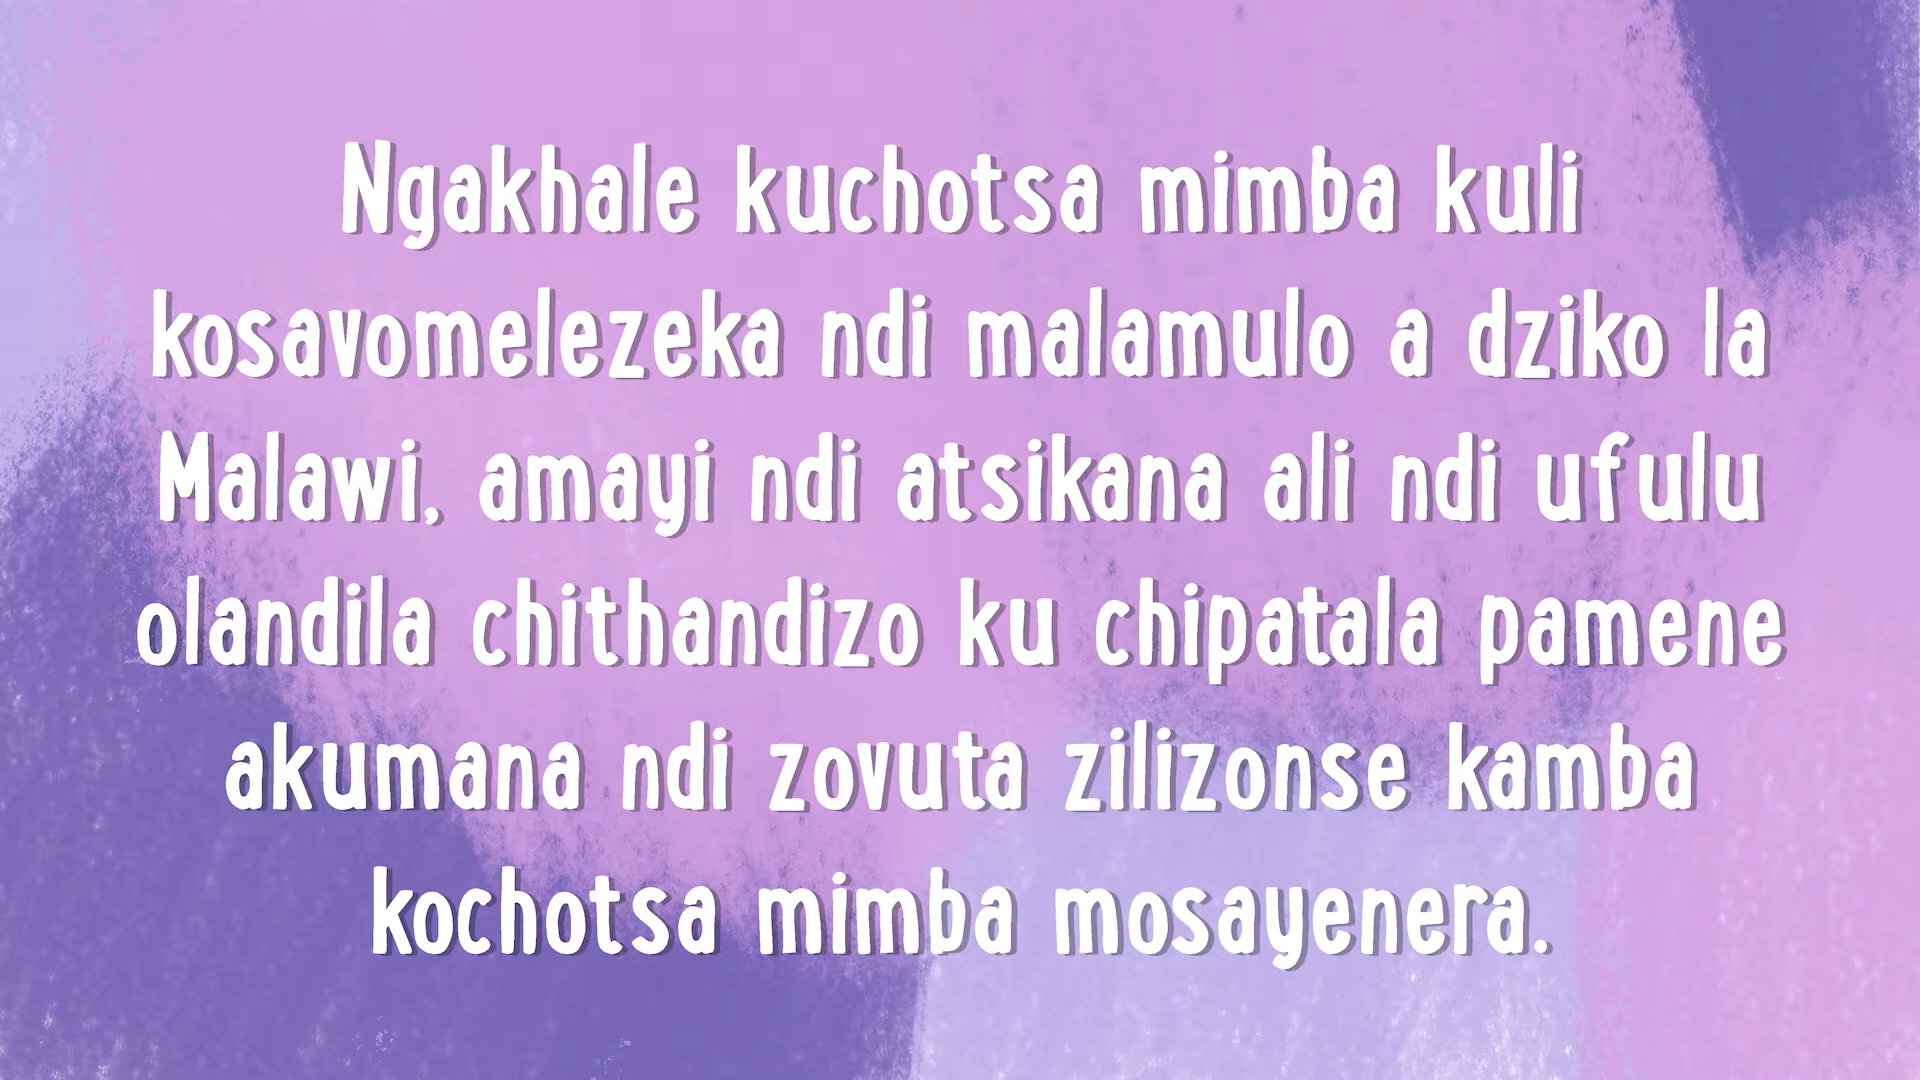 Ngakhale kuchotsa mimba kuli
kosavomelezeka ndi malamulo a dziko la
Malawi, amayi ndi atsikana ali ndi ufulu
olandila chithandizo ku chipatala pamene
akumana ndi zovuta zilizonse kamba
kochotsa mimba mosayenera.